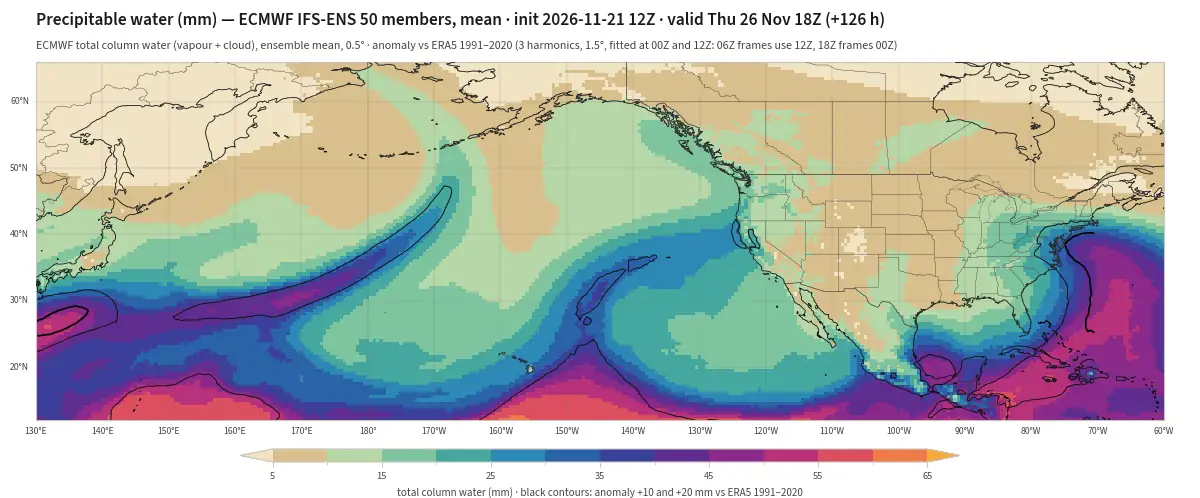 Precipitable water (mm) — ECMWF IFS-ENS 50 members, mean · init 2026-11-21 12Z · valid Thu 26 Nov 18Z (+126 h)
ECMWF total column water (vapour + cloud), ensemble mean, 0.5° · anomaly vs ERA5 1991–2020 (3 harmonics, 1.5°, fitted at 00Z and 12Z: 06Z frames use 12Z, 18Z frames 00Z)
60°N
50°N
40°N
30°N
20°N
130°E 140°E 150°E 160°E 170°E 180° 170°W 160°W 150°W 140°W 130°W 120°W 110°W 100°W 90°W 80°W 70°W 60°W
5 15 25 35 45 55 65
total column water (mm) · black contours: anomaly +10 and +20 mm vs ERA5 1991–2020